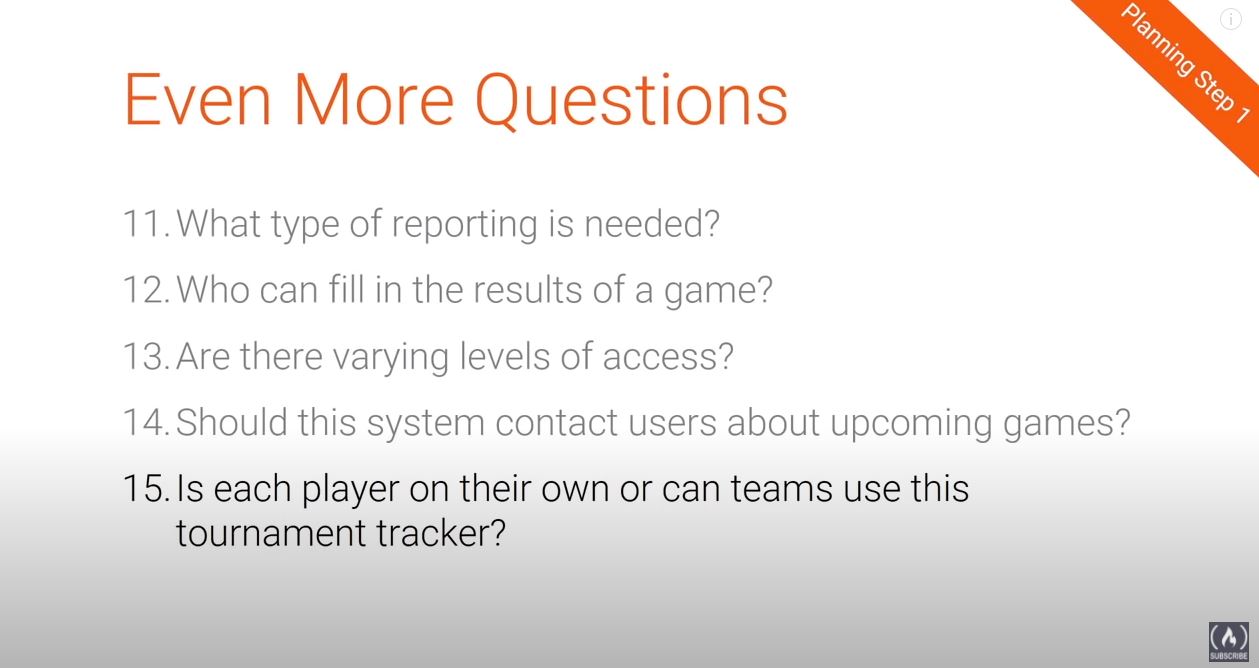 Planning Step 1
Even More Questions
11. What type of reporting is needed?
12. Who can fill in the results of a game?
13. Are there varying levels of access?
14. Should this system contact users about upcoming games?
15. Is each player on their own or can teams use this
tournament tracker?
SUBSCRIBE